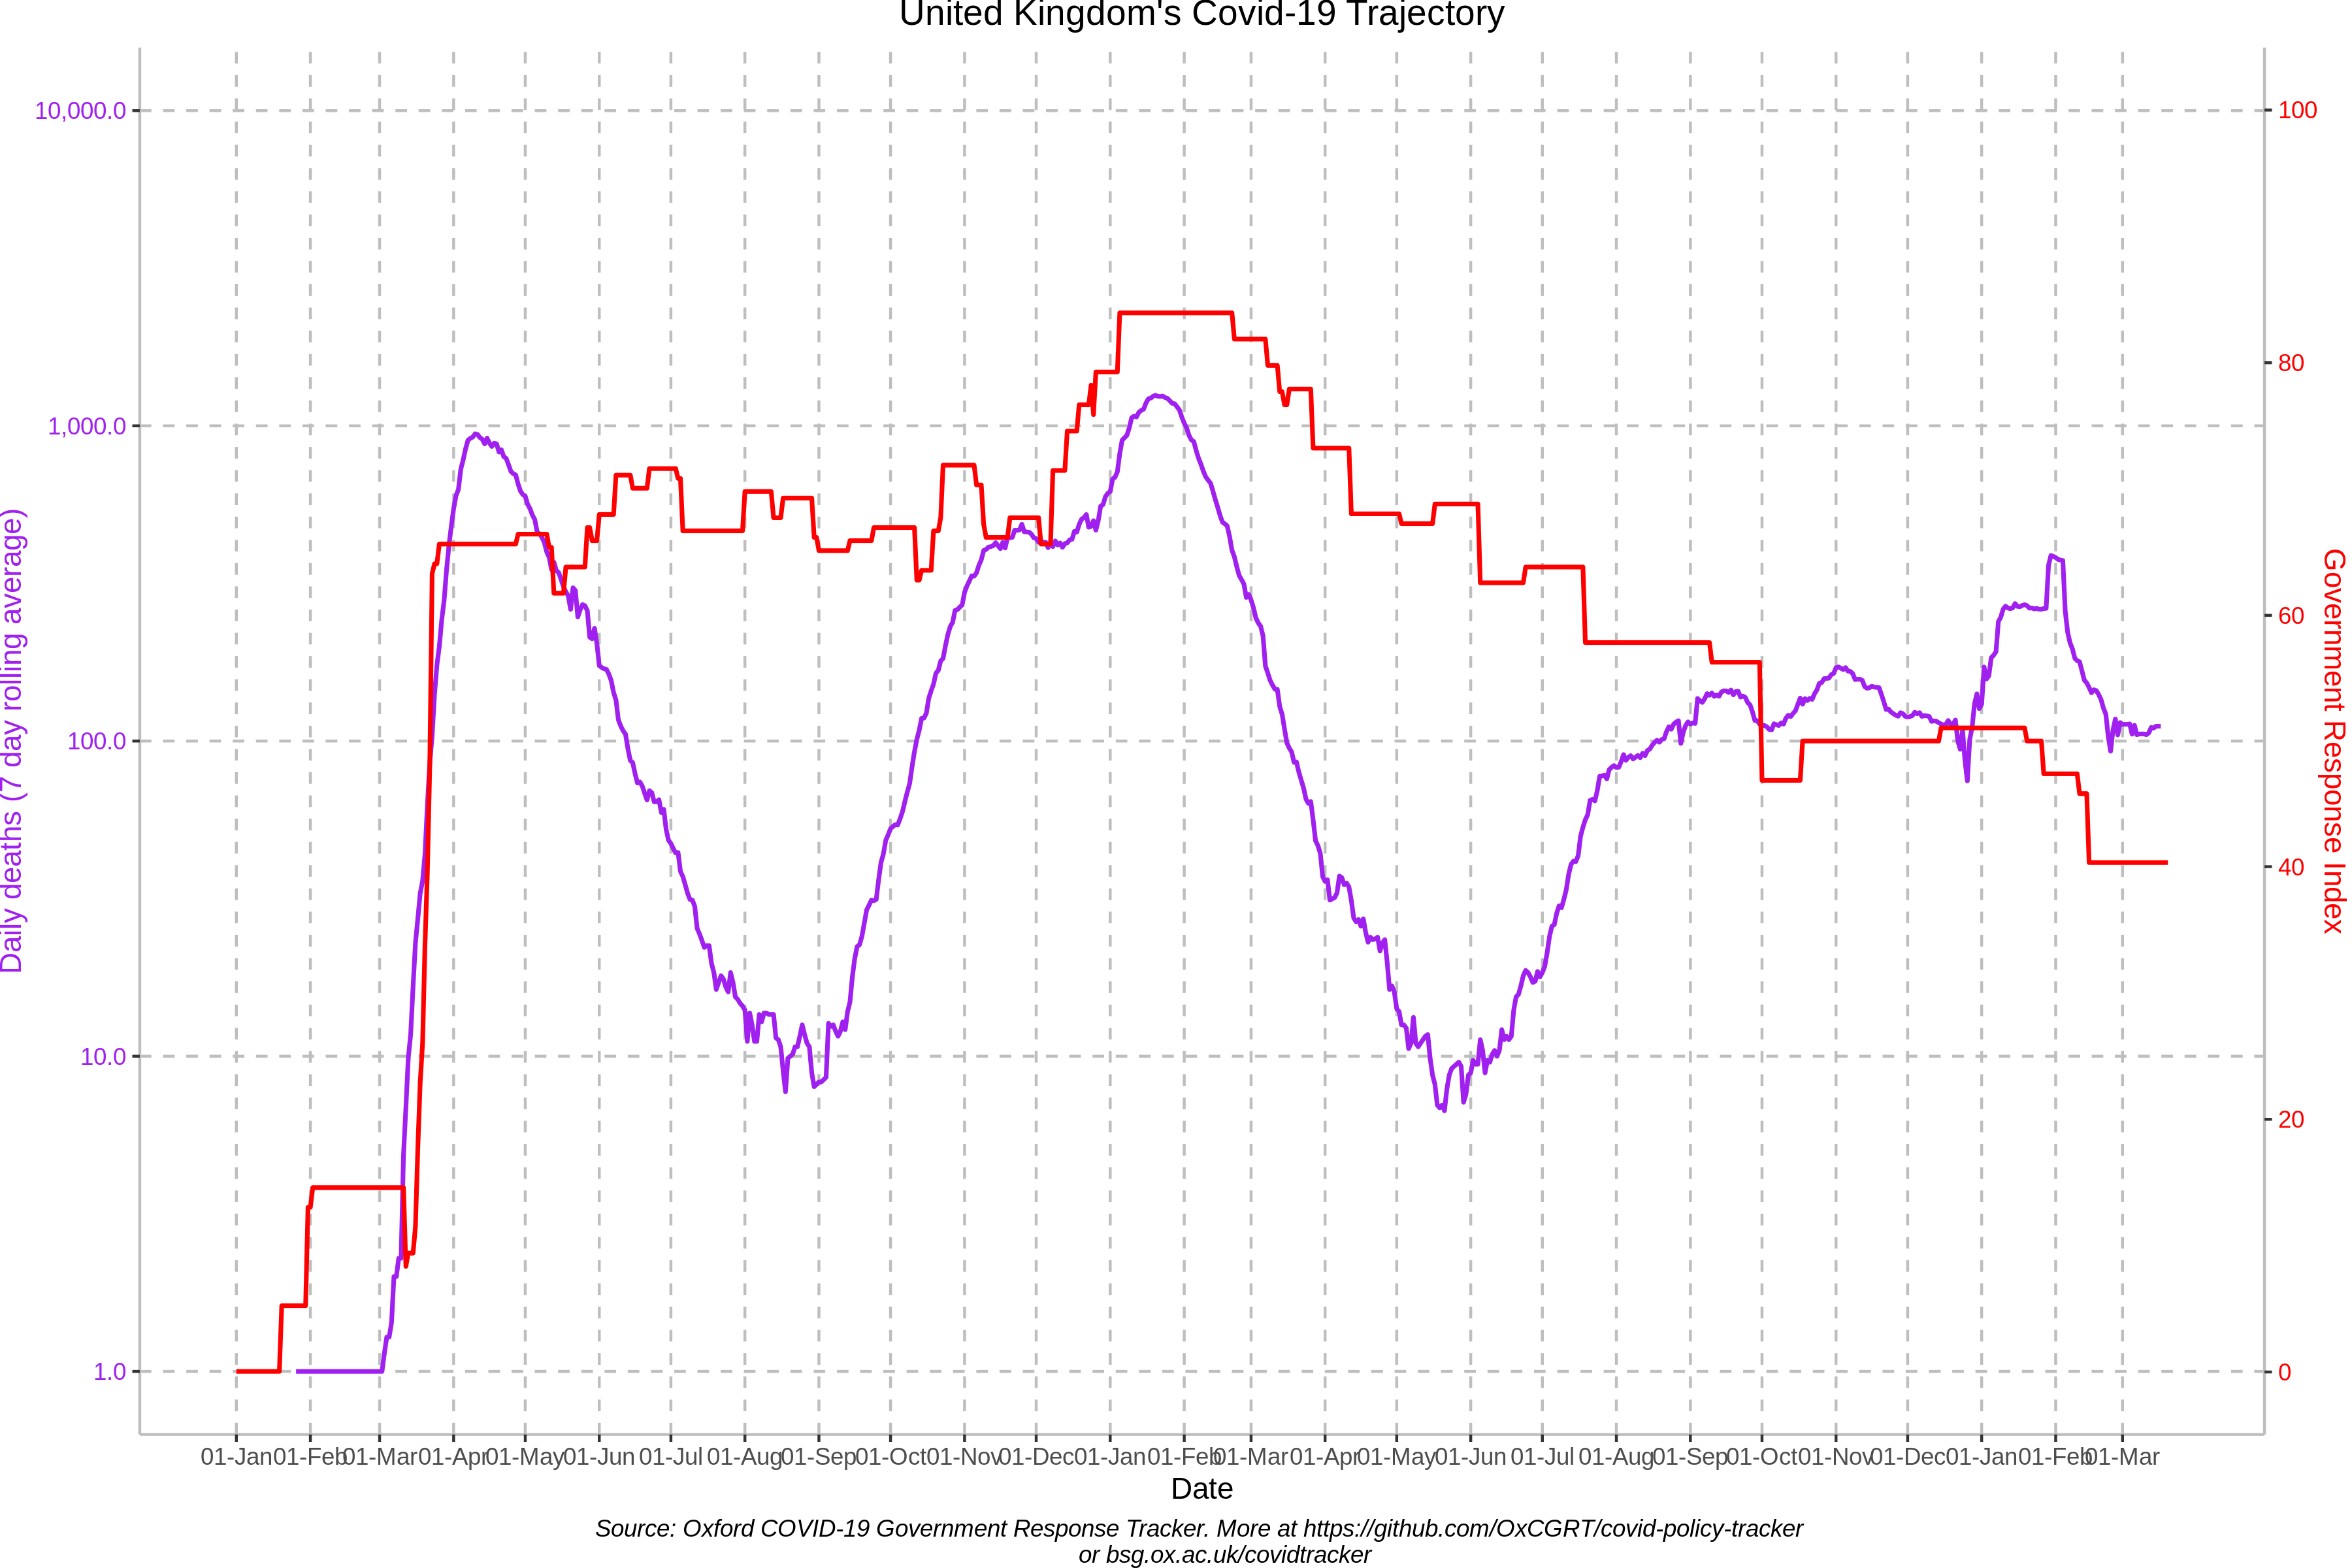 United Kingdom's Covid-19 Trajectory
10,000.0
1,000.0
100.0
10.0
1.0
Daily deaths (7 day rolling average)
100
80
60
40
20
0
Government Response Index
01-Jan 01-Feb 01-Mar 01-Apr 01-May 01-Jun 01-Jul 01-Aug 01-Sep 01-Oct 01-Nov 01-Dec 01-Jan 01-Feb 01-Mar 01-Apr 01-May 01-Jun 01-Jul 01-Aug 01-Sep 01-Oct 01-Nov 01-Dec 01-Jan 01-Feb 01-Mar
Date
Source: Oxford COVID-19 Government Response Tracker. More at https://github.com/OxCGRT/covid-policy-tracker
or bsg.ox.ac.uk/covidtracker